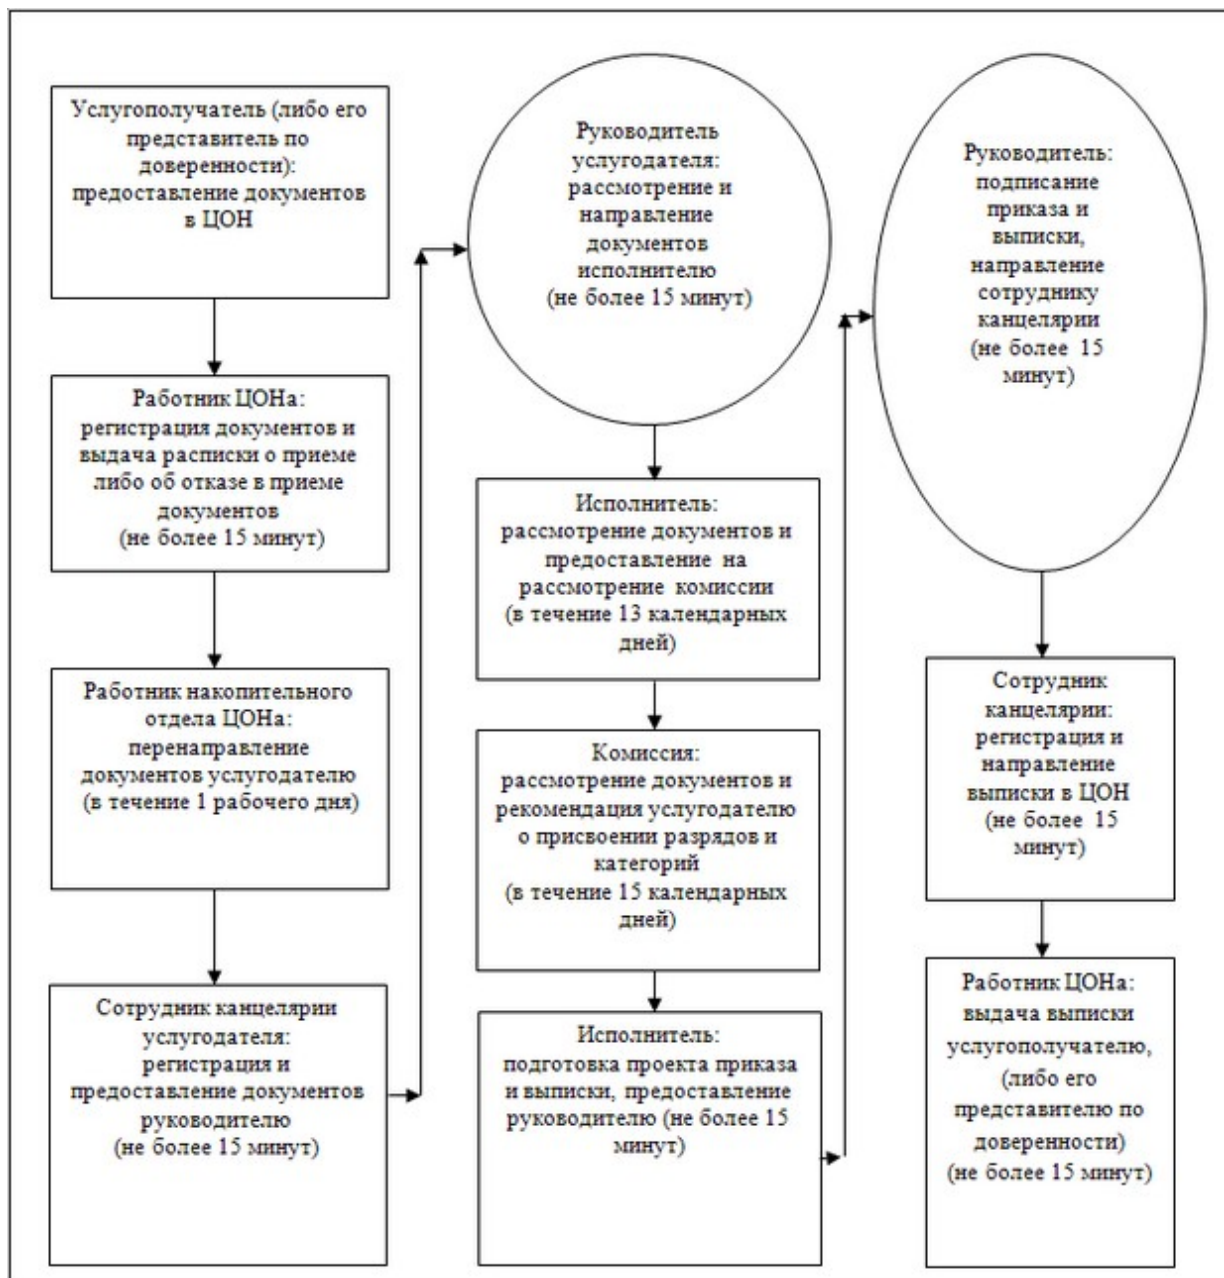 Услугополучатель (либо его
представитель по
доверенности):
предоставление документов
в ЦОН
Работник ЦОНа:
регистрация документов и
выдача расписки о приеме
либо об отказе в приеме
документов
(не более 15 минут)
Работник накопительного
отдела ЦОНа:
перенаправление
документов услугодателю
(в течение 1 рабочего дня)
Сотрудник канцелярии
услугодателя:
регистрация и
предоставление документов
руководителю
(не более 15 минут)
Руководитель
услугодателя:
рассмотрение и
направление
документов
исполнителю
(не более 15 минут)
Исполнитель:
рассмотрение документов и
предоставление на
рассмотрение комиссии
(в течение 13 календарных
дней)
Комиссия:
рассмотрение документов и
рекомендация услугодателю
о присвоении разрядов и
категорий
(в течение 15 календарных
дней)
Исполнитель:
подготовка проекта приказа
и выписки, предоставление
руководителю (не более 15
минут)
Руководитель:
подписание
приказа и
выписки,
направление
сотруднику
канцелярии
(не более 15
минут)
Сотрудник
канцелярии:
регистрация и
направление
выписки в ЦОН
(не более 15
минут)
Работник ЦОНа:
выдача выписки
услугополучателю,
(либо его
представителю по
доверенности)
(не более 15 минут)